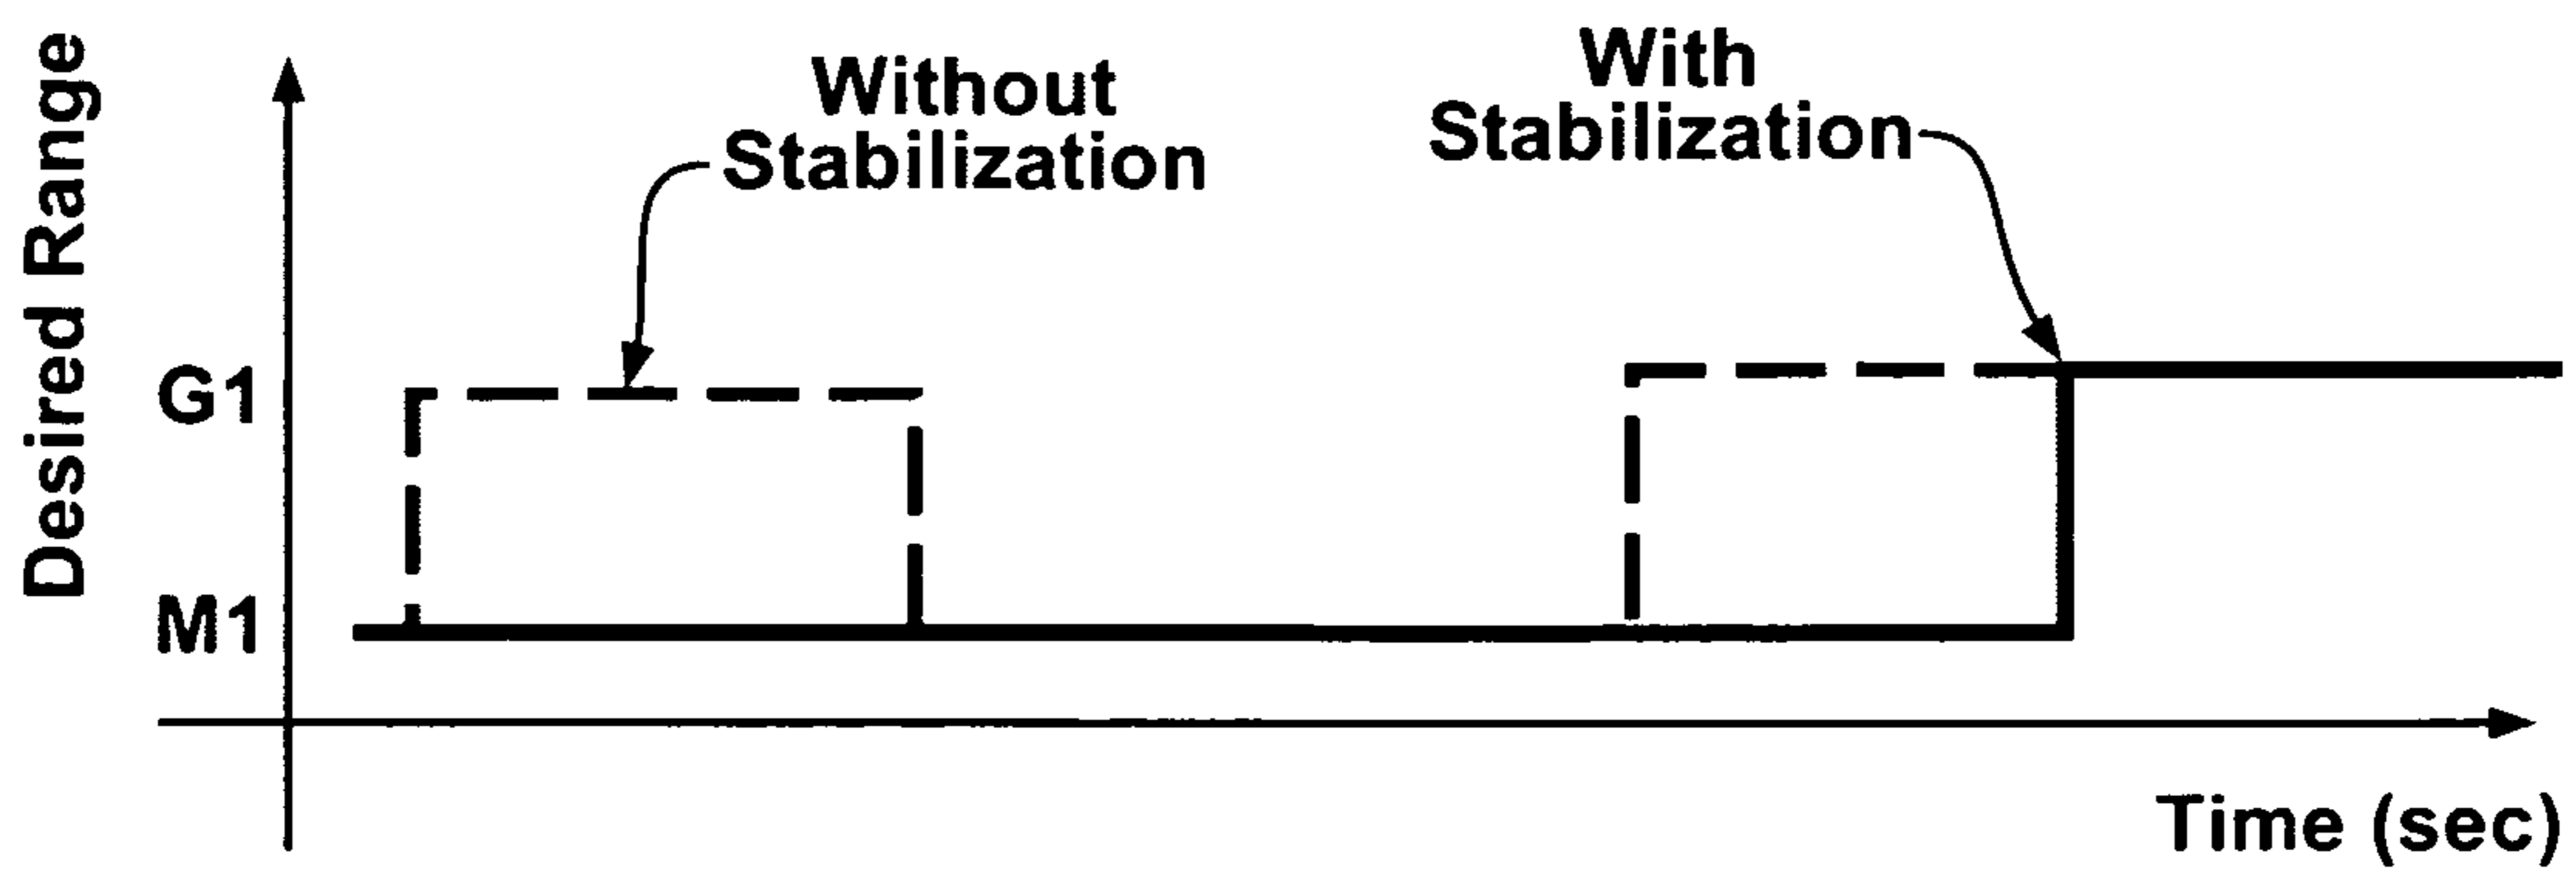 Desired Range
Without
Stabilization
With
Stabilization
G1
M1
Time (sec)